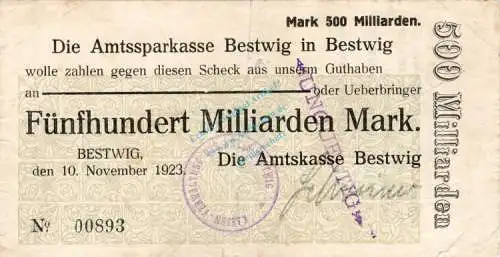 Mark 500 Milliarden.
Die Amtssparkasse Bestwig in Bestwig
wolle zahlen gegen diesen Scheck aus unserm Guthaben
an oder Ueberbringer
Fünfhundert Milliarden Mark.
BESTWIG,
den 10. November 1923.
Die Amtskasse Bestwig
No 00893
500 Milliarden
UNGÜLTIG